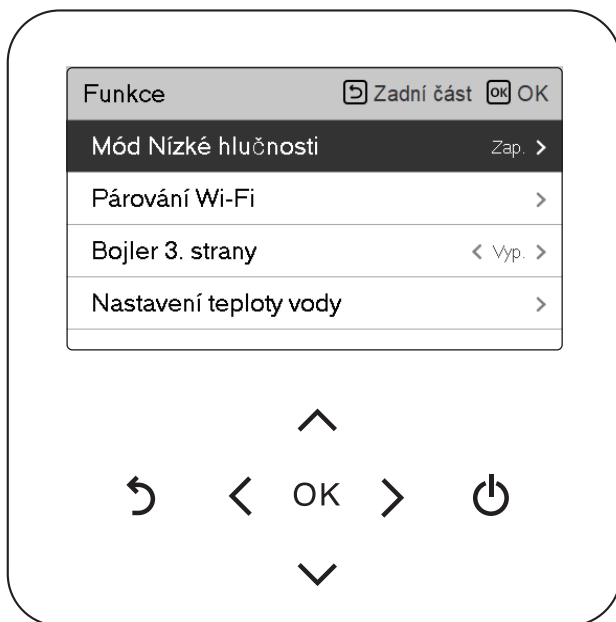 Funkce Zadní část OK OK
Mód Nízké hlučnosti Zap.
Párování Wi-Fi
Bojler 3. strany Vyp.
Nastavení teploty vody
OK